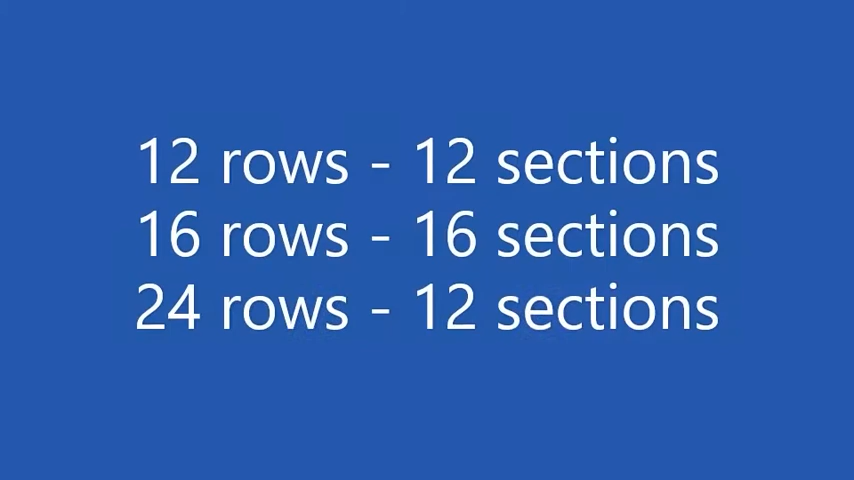 12 rows - 12 sections
16 rows - 16 sections
24 rows - 12 sections